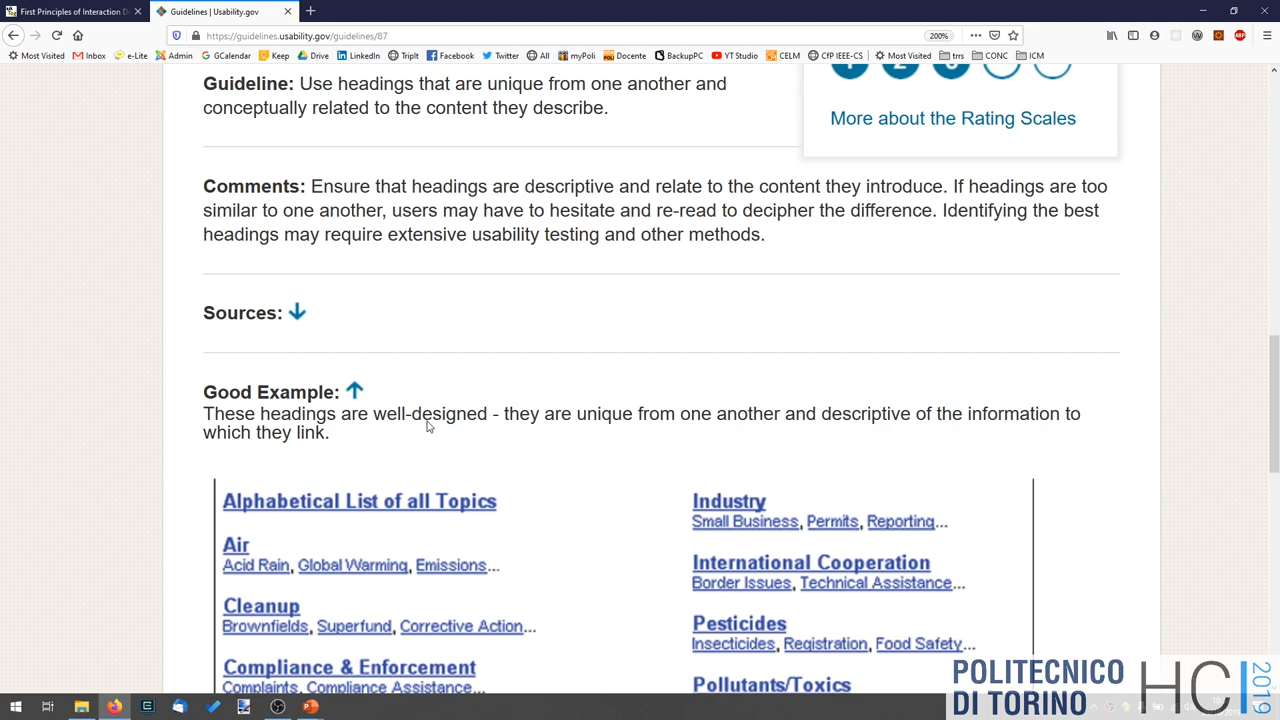 First Principles of Interaction D
Guidelines | Usability.gov
https://guidelines.usability.gov/guidelines/87
200%
Most Visited Inbox e-Lite Admin GCalendar Keep Drive LinkedIn TripIt Facebook Twitter All myPoli Docente BackupPC YT Studio CELM CfP IEEE-CS Most Visited trrs CONC ICM
Guideline: Use headings that are unique from one another and
conceptually related to the content they describe.
1 2 3
More about the Rating Scales
Comments: Ensure that headings are descriptive and relate to the content they introduce. If headings are too
similar to one another, users may have to hesitate and re-read to decipher the difference. Identifying the best
headings may require extensive usability testing and other methods.
Sources:
Good Example:
These headings are well-designed - they are unique from one another and descriptive of the information to
which they link.
Alphabetical List of all Topics
Air
Acid Rain, Global Warming, Emissions...
Cleanup
Brownfields, Superfund, Corrective Action...
Compliance & Enforcement
Complaints, Compliance Assistance...
Industry
Small Business, Permits, Reporting...
International Cooperation
Border Issues, Technical Assistance...
Pesticides
Insecticides, Registration, Food Safety...
Pollutants/Toxics
POLITECNICO
DI TORINO
HCI
2019